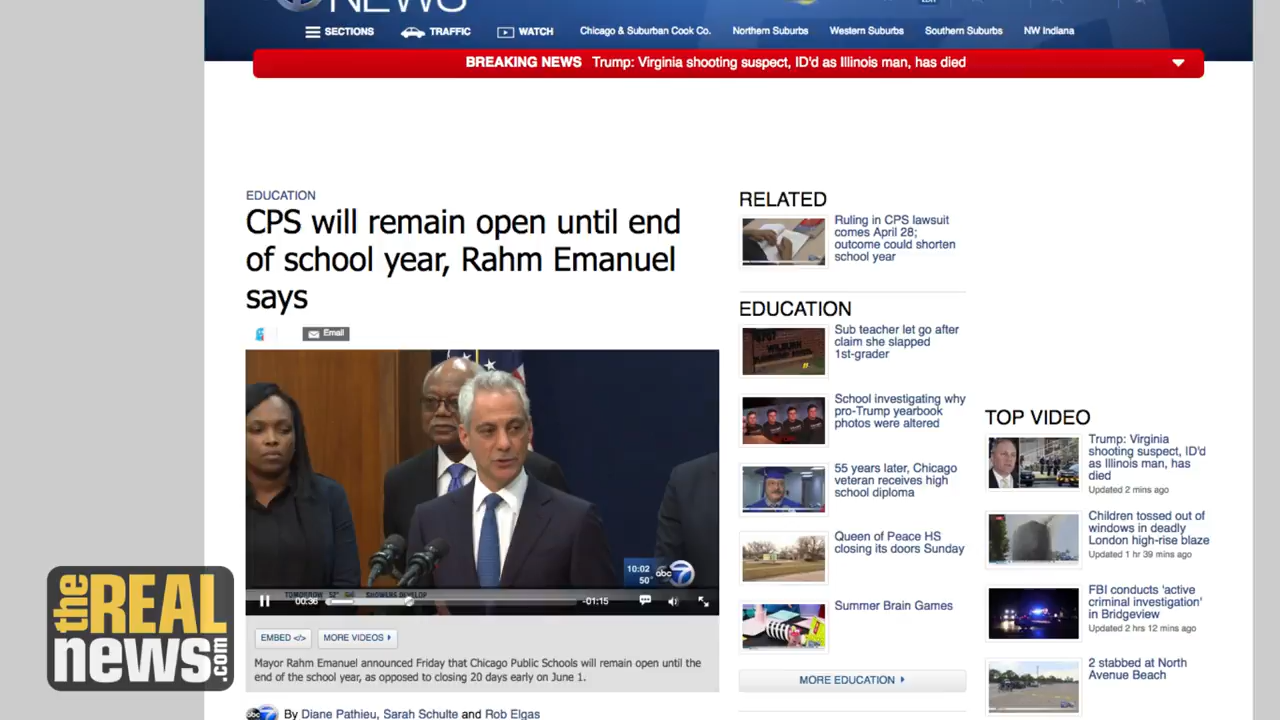 NEWS
SECTIONS
TRAFFIC
WATCH
Chicago & Suburban Cook Co.
Northern Suburbs
Western Suburbs
Southern Suburbs
NW Indiana
BREAKING NEWS Trump: Virginia shooting suspect, ID'd as Illinois man, has died
EDUCATION
CPS will remain open until end
of school year, Rahm Emanuel
says
Email
10:02
50°
abc 7
00:36
-01:15
EMBED </>
MORE VIDEOS
Mayor Rahm Emanuel announced Friday that Chicago Public Schools will remain open until the
end of the school year, as opposed to closing 20 days early on June 1.
abc
By Diane Pathieu, Sarah Schulte and Rob Elgas
RELATED
Ruling in CPS lawsuit
comes April 28;
outcome could shorten
school year
EDUCATION
Sub teacher let go after
claim she slapped
1st-grader
School investigating why
pro-Trump yearbook
photos were altered
55 years later, Chicago
veteran receives high
school diploma
Queen of Peace HS
closing its doors Sunday
Summer Brain Games
MORE EDUCATION
TOP VIDEO
Trump: Virginia
shooting suspect, ID'd
as Illinois man, has
died
Updated 2 mins ago
Children tossed out of
windows in deadly
London high-rise blaze
Updated 1 hr 39 mins ago
FBI conducts 'active
criminal investigation'
in Bridgeview
Updated 2 hrs 12 mins ago
2 stabbed at North
Avenue Beach
the REAL
news.com